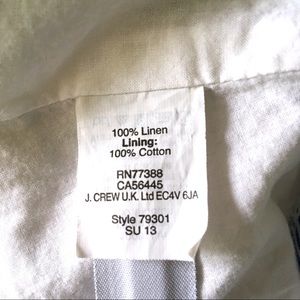 100% Linen
Lining:
100% Cotton
RN77388
CA56445
J. CREW U.K. Ltd EC4V 6JA
Style 79301
SU 13